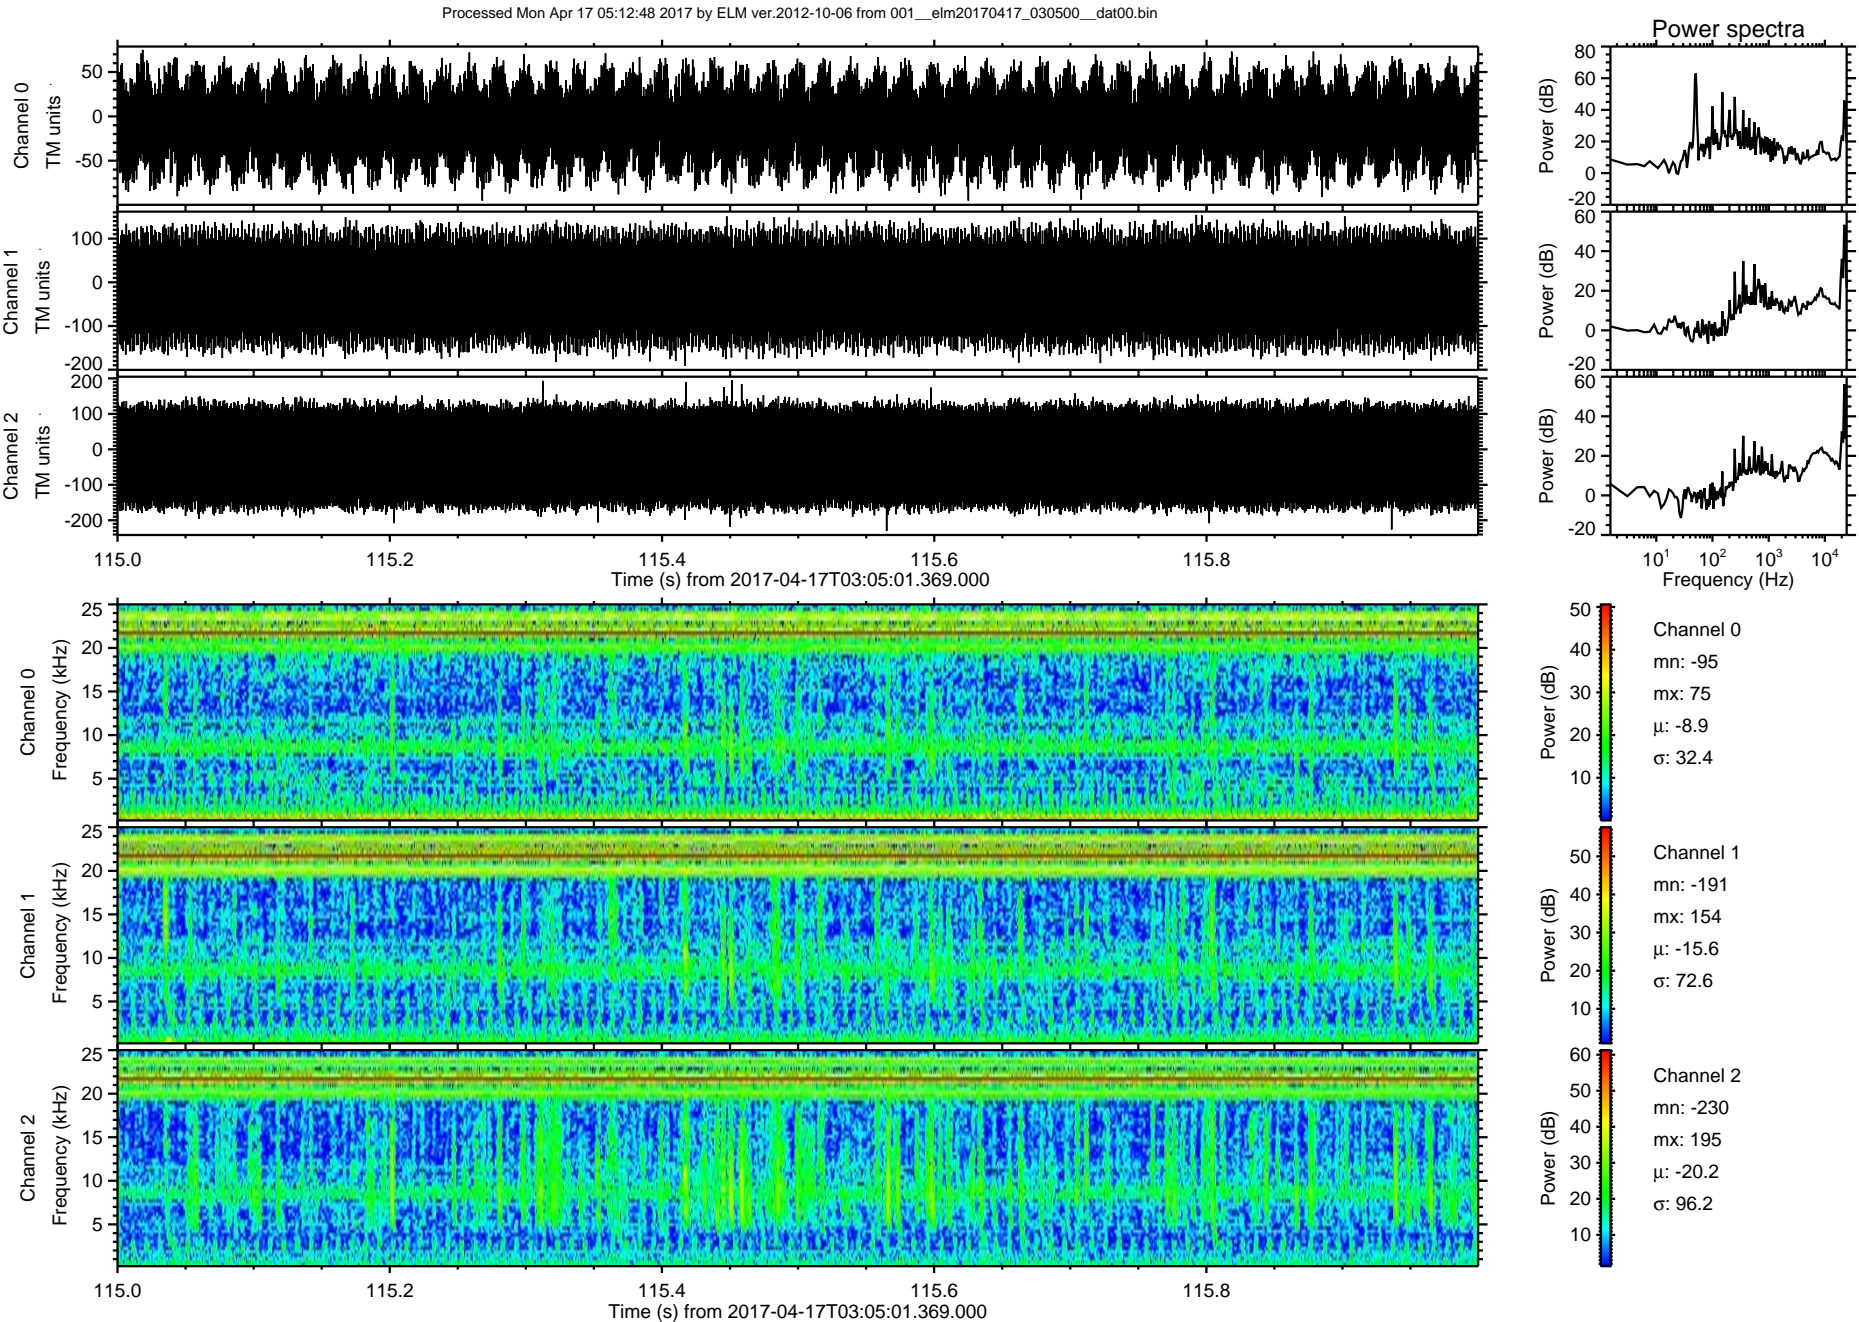 Processed Mon Apr 17 05:12:48 2017 by ELM ver.2012-10-06 from 001__elm20170417_030500__dat00.bin
Power spectra
Channel 0
TM units
50
0
-50
Power (dB)
80
60
40
20
0
-20
Channel 1
TM units
100
0
-100
-200
Power (dB)
60
40
20
0
-20
Channel 2
TM units
200
100
0
-100
-200
Power (dB)
60
40
20
0
-20
115.0 115.2 115.4 115.6 115.8
Time (s) from 2017-04-17T03:05:01.369.000
10^1 10^2 10^3 10^4
Frequency (Hz)
Channel 0
Frequency (kHz)
25
20
15
10
5
Power (dB)
50
40
30
20
10
Channel 0
mn: -95
mx: 75
µ: -8.9
σ: 32.4
Channel 1
Frequency (kHz)
25
20
15
10
5
Power (dB)
50
40
30
20
10
Channel 1
mn: -191
mx: 154
µ: -15.6
σ: 72.6
Channel 2
Frequency (kHz)
25
20
15
10
5
Power (dB)
60
50
40
30
20
10
Channel 2
mn: -230
mx: 195
µ: -20.2
σ: 96.2
115.0 115.2 115.4 115.6 115.8
Time (s) from 2017-04-17T03:05:01.369.000